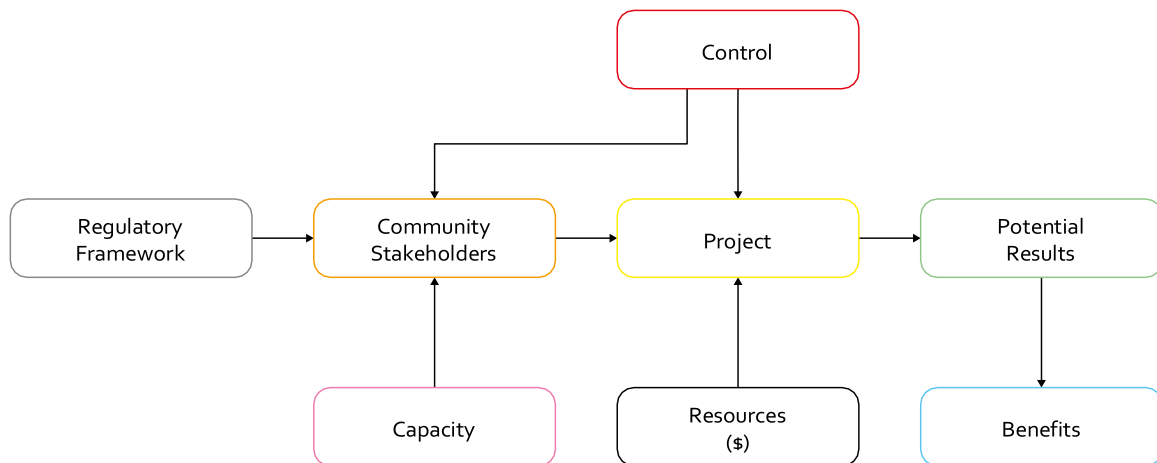 Control
Regulatory
Framework
Community
Stakeholders
Project
Potential
Results
Capacity
Resources
($)
Benefits